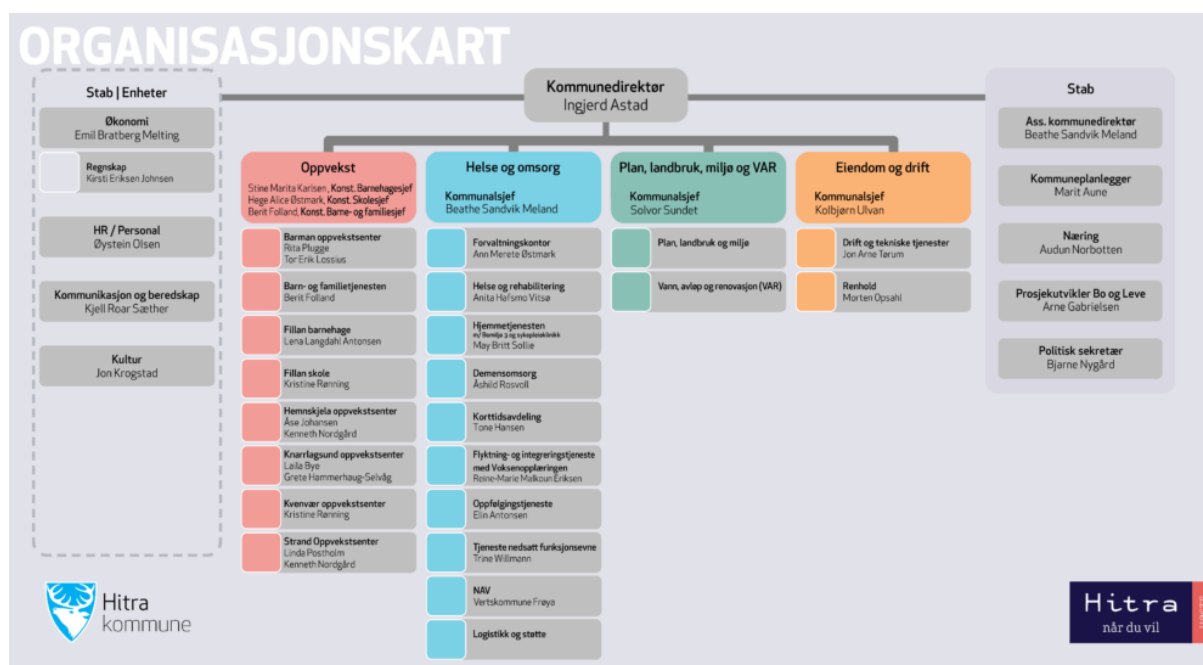 ORGANISASJONSKART
Kommunedirektør
Ingjerd Astad
Stab | Enheter
Økonomi
Emil Bratberg Melting
Regnskap
Kirsti Eriksen Johnsen
HR / Personal
Øystein Olsen
Kommunikasjon og beredskap
Kjell Roar Sæther
Kultur
Jon Krogstad
Oppvekst
Stine Marita Karlsen , Konst. Barnehagesjef
Hege Alice Østmark, Konst. Skolesjef
Berit Folland, Konst. Barne- og familiesjef
Barman oppvekstsenter
Rita Plugge
Tor Erik Lossius
Barn- og familietjenesten
Berit Folland
Fillan barnehage
Lena Langdahl Antonsen
Fillan skole
Kristine Rønning
Hemnskjela oppvekstsenter
Åse Johansen
Kenneth Nordgård
Knarrlagsund oppvekstsenter
Laila Bye
Grete Hammerhaug-Selvåg
Kvenvær oppvekstsenter
Kristine Rønning
Strand Oppvekstsenter
Linda Postholm
Kenneth Nordgård
Helse og omsorg
Kommunalsjef
Beathe Sandvik Meland
Forvaltningskontor
Ann Merete Østmark
Helse og rehabilitering
Anita Hafsmo Vitsø
Hjemmetjenesten
m/ Bomiljø 3 og sykepleieklinikk
May Britt Sollie
Demensomsorg
Åshild Rosvoll
Korttidsavdeling
Tone Hansen
Flyktning- og integreringstjeneste
med Voksenopplæringen
Reine-Marie Malkoun Eriksen
Oppfølgingstjeneste
Elin Antonsen
Tjeneste nedsatt funksjonsevne
Trine Willmann
NAV
Vertskommune Frøya
Logistikk og støtte
Plan, landbruk, miljø og VAR
Kommunalsjef
Solvor Sundet
Plan, landbruk og miljø
Vann, avløp og renovasjon (VAR)
Eiendom og drift
Kommunalsjef
Kolbjørn Ulvan
Drift og tekniske tjenester
Jon Arne Tørum
Renhold
Morten Opsahl
Stab
Ass. kommunedirektør
Beathe Sandvik Meland
Kommuneplanlegger
Marit Aune
Næring
Audun Norbotten
Prosjekutvikler Bo og Leve
Arne Gabrielsen
Politisk sekretær
Bjarne Nygård
Hitra
kommune
Hitra
når du vil